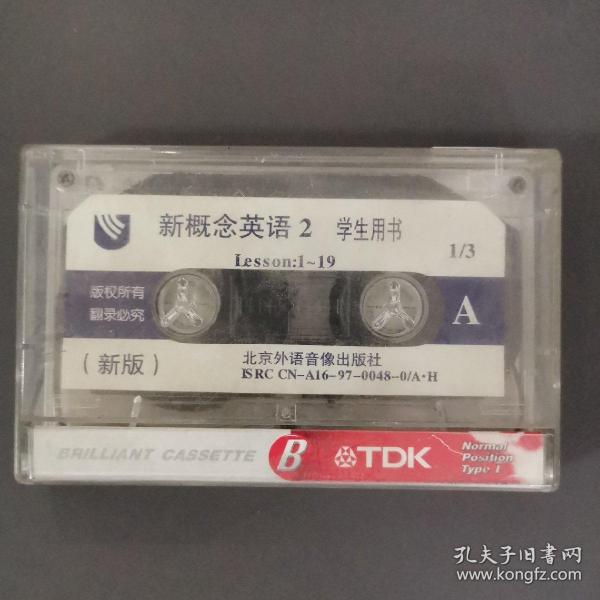 新概念英语 2 学生用书
Lesson:1~19
1/3
版权所有
翻录必究
A
(新版)
北京外语音像出版社
ISRC CN-A16-97-0048-0/A·H
BRILLIANT CASSETTE B TDK
Normal
Position
Type I
孔夫子旧书网
www.kongfz.com